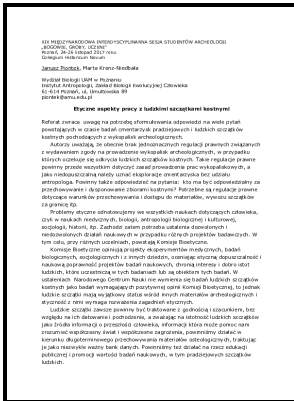 XIX MIĘDZYNARODOWA INTERDYSCYPLINARNA SESJA STUDENTÓW ARCHEOLOGII
„BOGOWIE, GROBY, UCZENI"
Poznań, 24-26 listopad 2017 roku
Collegium Historicum Novum
Janusz Piontek, Marta Krenz-Niedbała
Wydział Biologii UAM w Poznaniu
Instytut Antropologii, Zakład Biologii Ewolucyjnej Człowieka
61-614 Poznań, ul. Umultowska 89
piontek@amu.edu.pl
Etyczne aspekty pracy z ludzkimi szczątkami kostnymi
Referat zwraca uwagę na potrzebę sformułowania odpowiedzi na wiele pytań
powstających w czasie badań cmentarzysk pradziejowych i ludzkich szczątków
kostnych pochodzących z wykopalisk archeologicznych.
Autorzy uważają, że obecnie brak jednoznacznych regulacji prawnych związanych
z wydawaniem zgody na prowadzenie wykopalisk archeologicznych, w przypadku
których oczekuje się odkrycia ludzkich szczątków kostnych. Takie regulacje prawne
powinny przede wszystkim dotyczyć zasad prowadzenia prac wykopaliskowych, a
jako niedopuszczalną należy uznać eksplorację cmentarzyska bez udziału
antropologa. Powinny także odpowiedzieć na pytania: kto ma być odpowiedzialny za
przechowywanie i dysponowanie zbiorami kostnymi? Potrzebne są regulacje prawne
dotyczące warunków przechowywania i dostępu do materiałów, wywozu szczątków
za granicę itp.
Problemy etyczne odnotowujemy we wszystkich naukach dotyczących człowieka,
czyli w naukach medycznych, biologii, antropologii biologicznej i kulturowej,
socjologii, historii, itp. Zachodzi zatem potrzeba ustalenia dozwolonych i
niedozwolonych działań naukowych w przypadku różnych projektów badawczych. W
tym celu, przy różnych uczelniach, powstają Komisje Bioetyczne.
Komisje Bioetyczne opiniują projekty eksperymentów medycznych, badań
biologicznych, socjologicznych i z innych dziedzin, oceniając etyczną dopuszczalność i
naukową poprawność projektów badań naukowych, chronią interes i dobro istot
ludzkich, które uczestniczą w tych badaniach lub są obiektem tych badań. W
ustaleniach Narodowego Centrum Nauki nie wymienia się badań ludzkich szczątków
kostnych jako badań wymagających pozytywnej opinii Komisji Bioetycznej, to jednak
ludzkie szczątki mają wyjątkowy status wśród innych materiałów archeologicznych i
styczność z nimi wymaga rozważenia zagadnień etycznych.
Ludzkie szczątki zawsze powinny być traktowane z godnością i szacunkiem, bez
względu na ich datowanie i pochodzenie, a zważając na istotność ludzkich szczątków
jako źródła informacji o przeszłości człowieka, informacji która może pomóc nam
zrozumieć współczesny świat i współczesne zagrożenia, powinniśmy działać w
kierunku długoterminowego przechowywania materiałów osteologicznych, traktując
je jako niezwykle ważny bank danych. Powinniśmy też działać na rzecz edukacji
publicznej i promocji wartości badań naukowych, w tym pradziejowych szczątków
ludzkich.